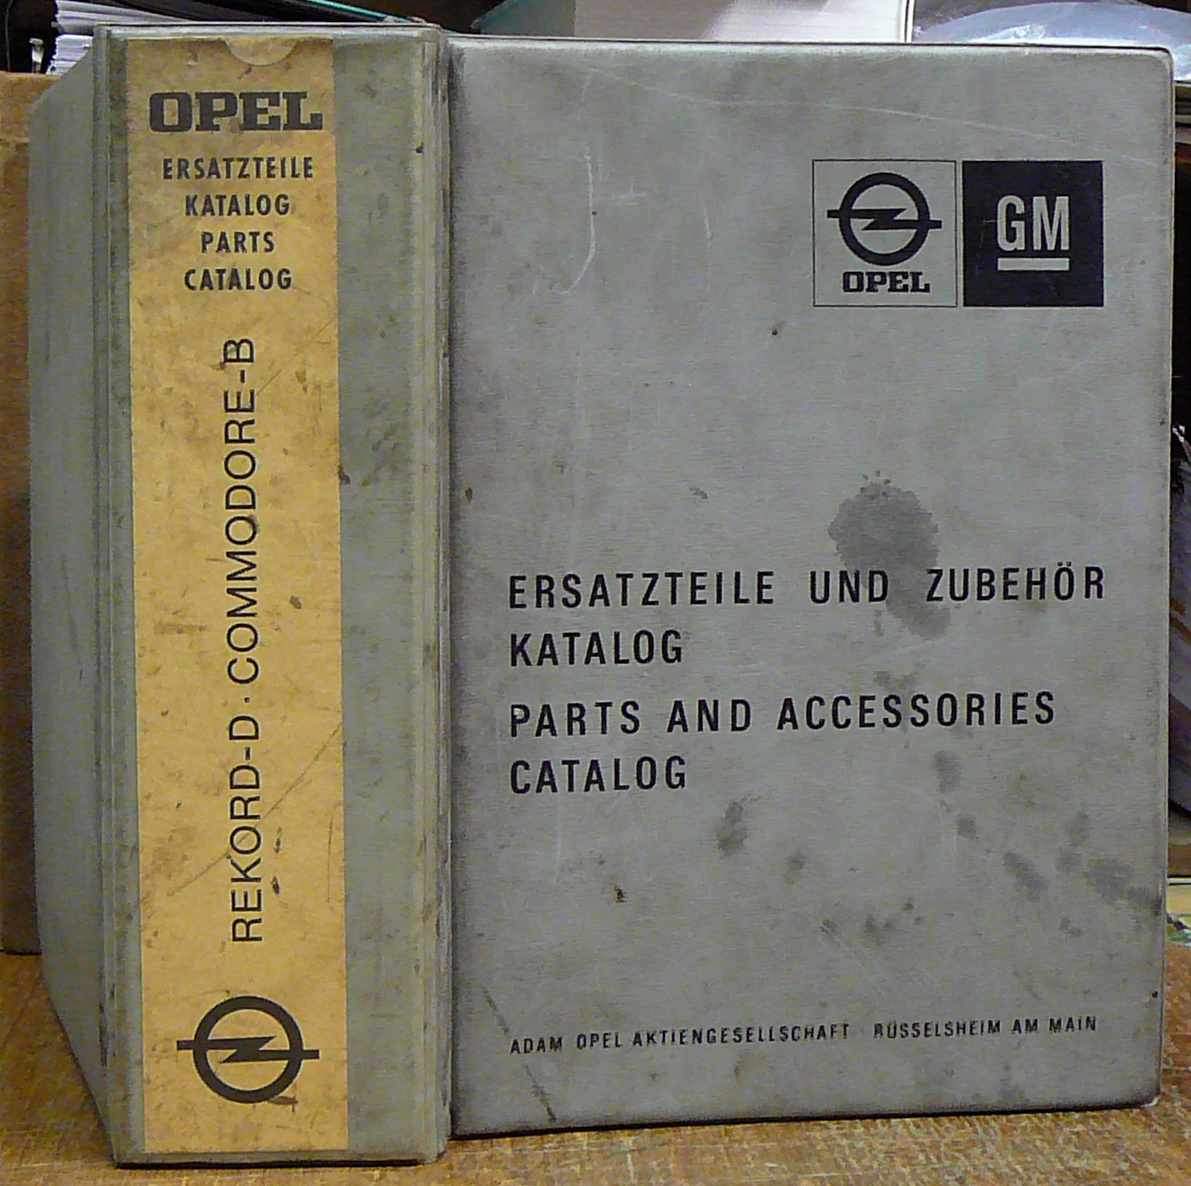 OPEL
ERSATZTEILE
KATALOG
PARTS
CATALOG
REKORD-D · COMMODORE-B
OPEL
GM
ERSATZTEILE UND ZUBEHÖR
KATALOG
PARTS AND ACCESSORIES
CATALOG
ADAM OPEL AKTIENGESELLSCHAFT RÜSSELSHEIM AM MAIN